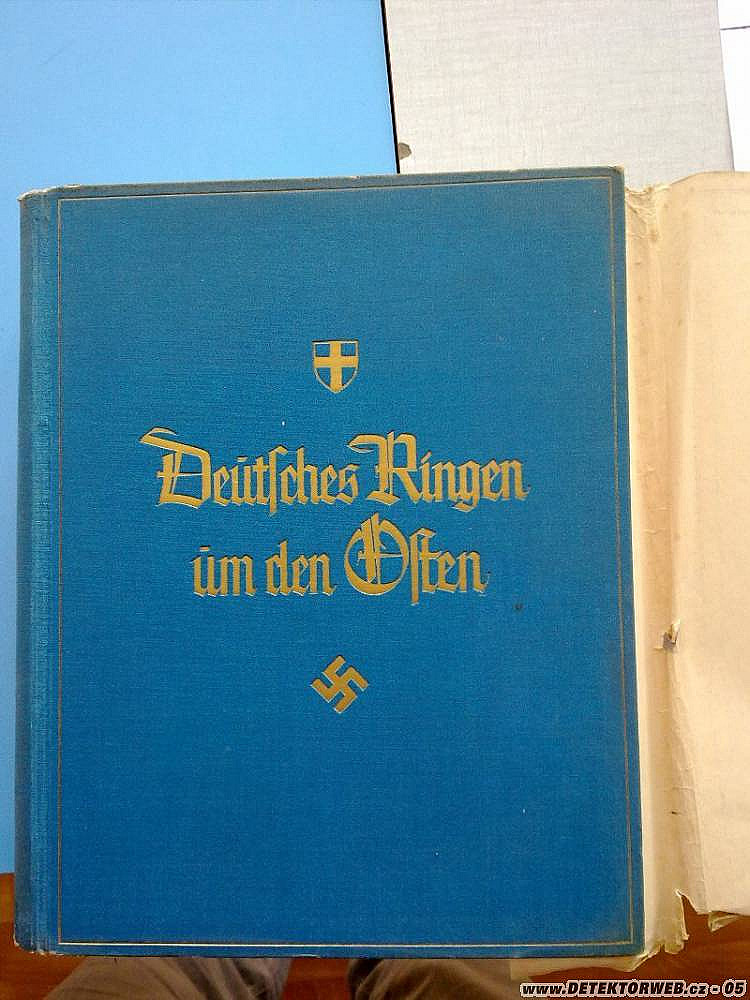 Deutsches Ringen
um den Osten
www.DETEKTORWEB.cz - 05